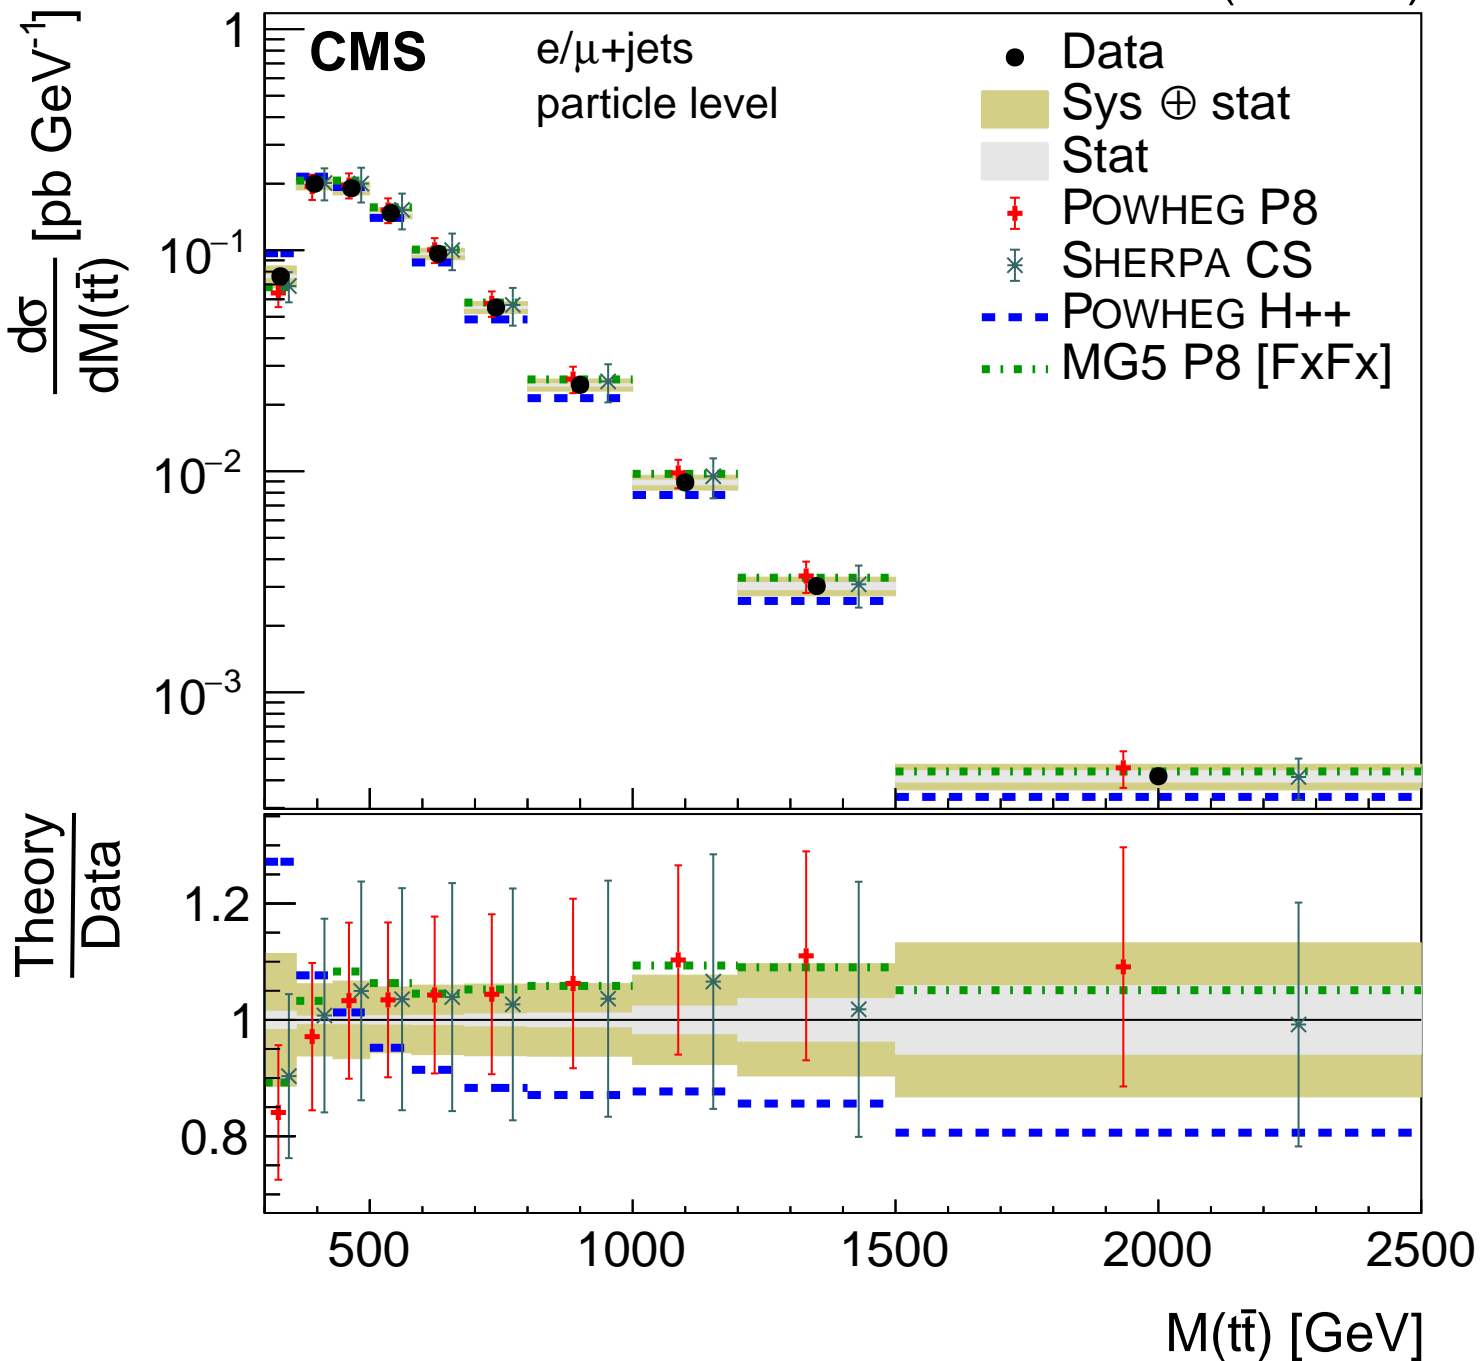 CMS
e/μ+jets
particle level
Data
Sys ⊕ stat
Stat
POWHEG P8
SHERPA CS
POWHEG H++
MG5 P8 [FxFx]
dσ
dM(tt̄)
[pb GeV⁻¹]
1
10⁻¹
10⁻²
10⁻³
Theory
Data
1.2
1
0.8
500 1000 1500 2000 2500
M(tt̄) [GeV]